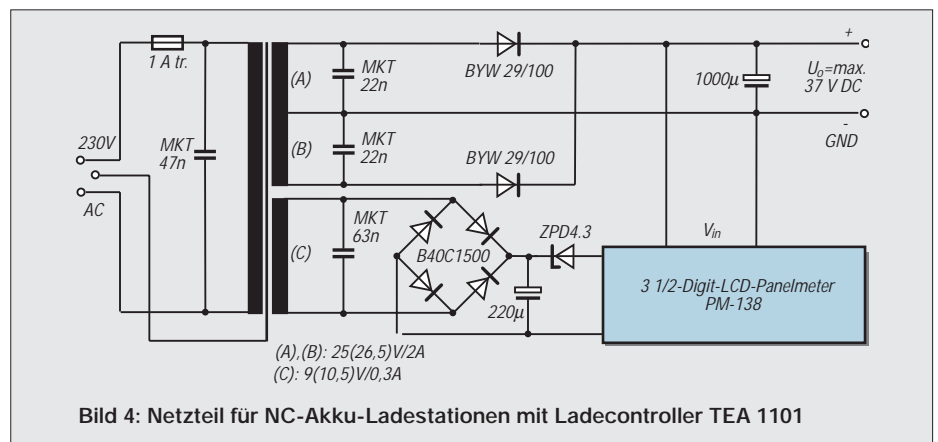 1 A tr.
230V
AC
MKT
47n
(A)
MKT
22n
(B)
MKT
22n
(C)
MKT
63n
BYW 29/100
BYW 29/100
B40C1500
ZPD4.3
220µ
1000µ
+
Uo=max.
37 V DC
-
GND
Vin
3 1/2-Digit-LCD-Panelmeter
PM-138
(A),(B): 25(26,5)V/2A
(C): 9(10,5)V/0,3A
Bild 4: Netzteil für NC-Akku-Ladestationen mit Ladecontroller TEA 1101